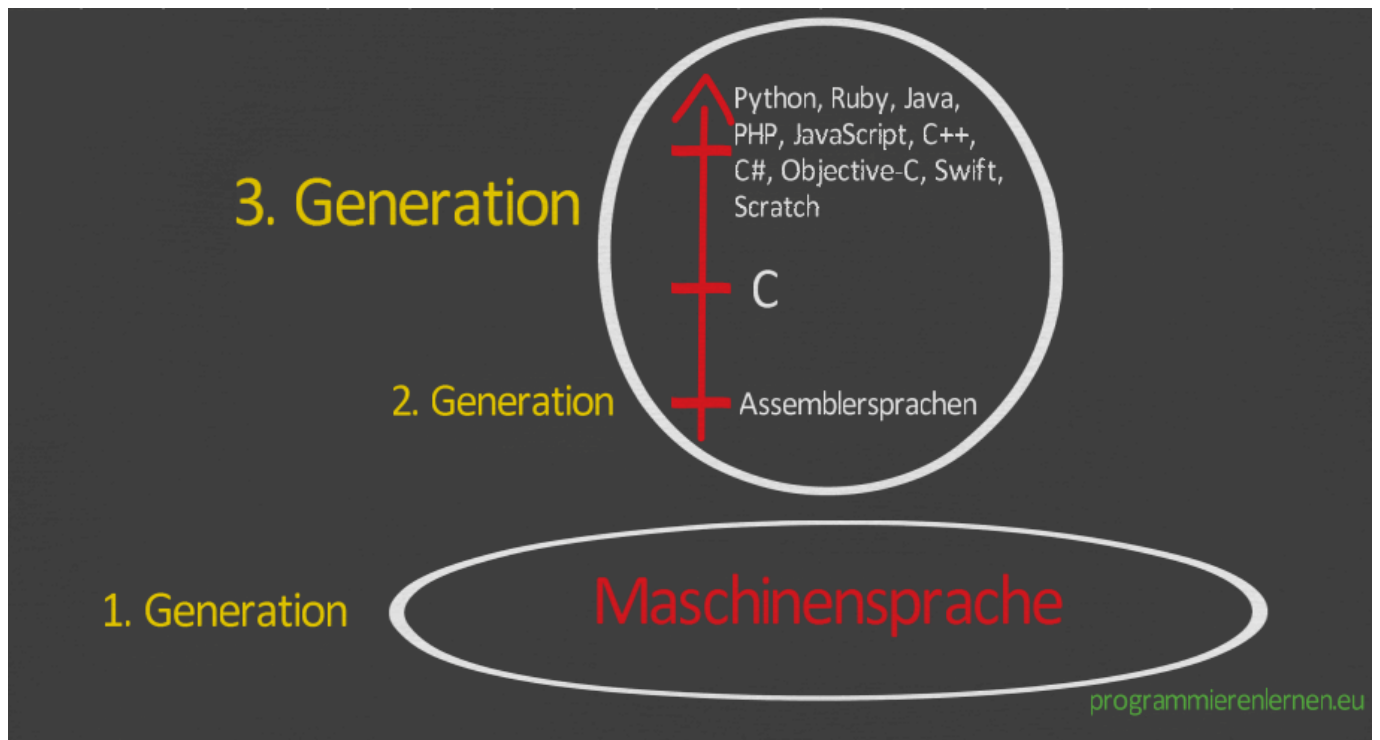 Python, Ruby, Java,
PHP, JavaScript, C++,
C#, Objective-C, Swift,
Scratch
3. Generation
C
2. Generation
Assemblersprachen
1. Generation
Maschinensprache
programmierenlernen.eu